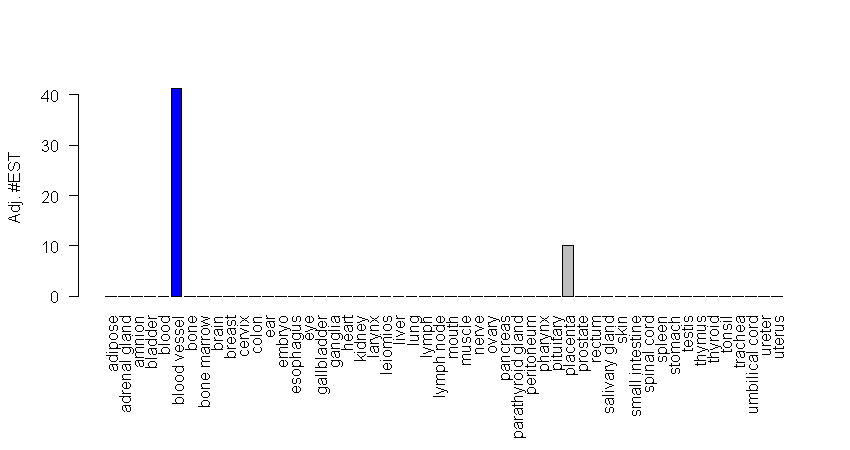 Adj. #EST
40
30
20
10
0
adipose
adrenal gland
amnion
bladder
blood
blood vessel
bone
bone marrow
brain
breast
cervix
colon
ear
embryo
esophagus
eye
gallbladder
ganglia
heart
kidney
larynx
leiomios
liver
lung
lymph
lymph node
mouth
muscle
nerve
ovary
pancreas
parathyroid gland
peritoneum
pharynx
pituitary
placenta
prostate
rectum
salivary gland
skin
small intestine
spinal cord
spleen
stomach
testis
thymus
thyroid
tonsil
trachea
umbilical cord
ureter
uterus